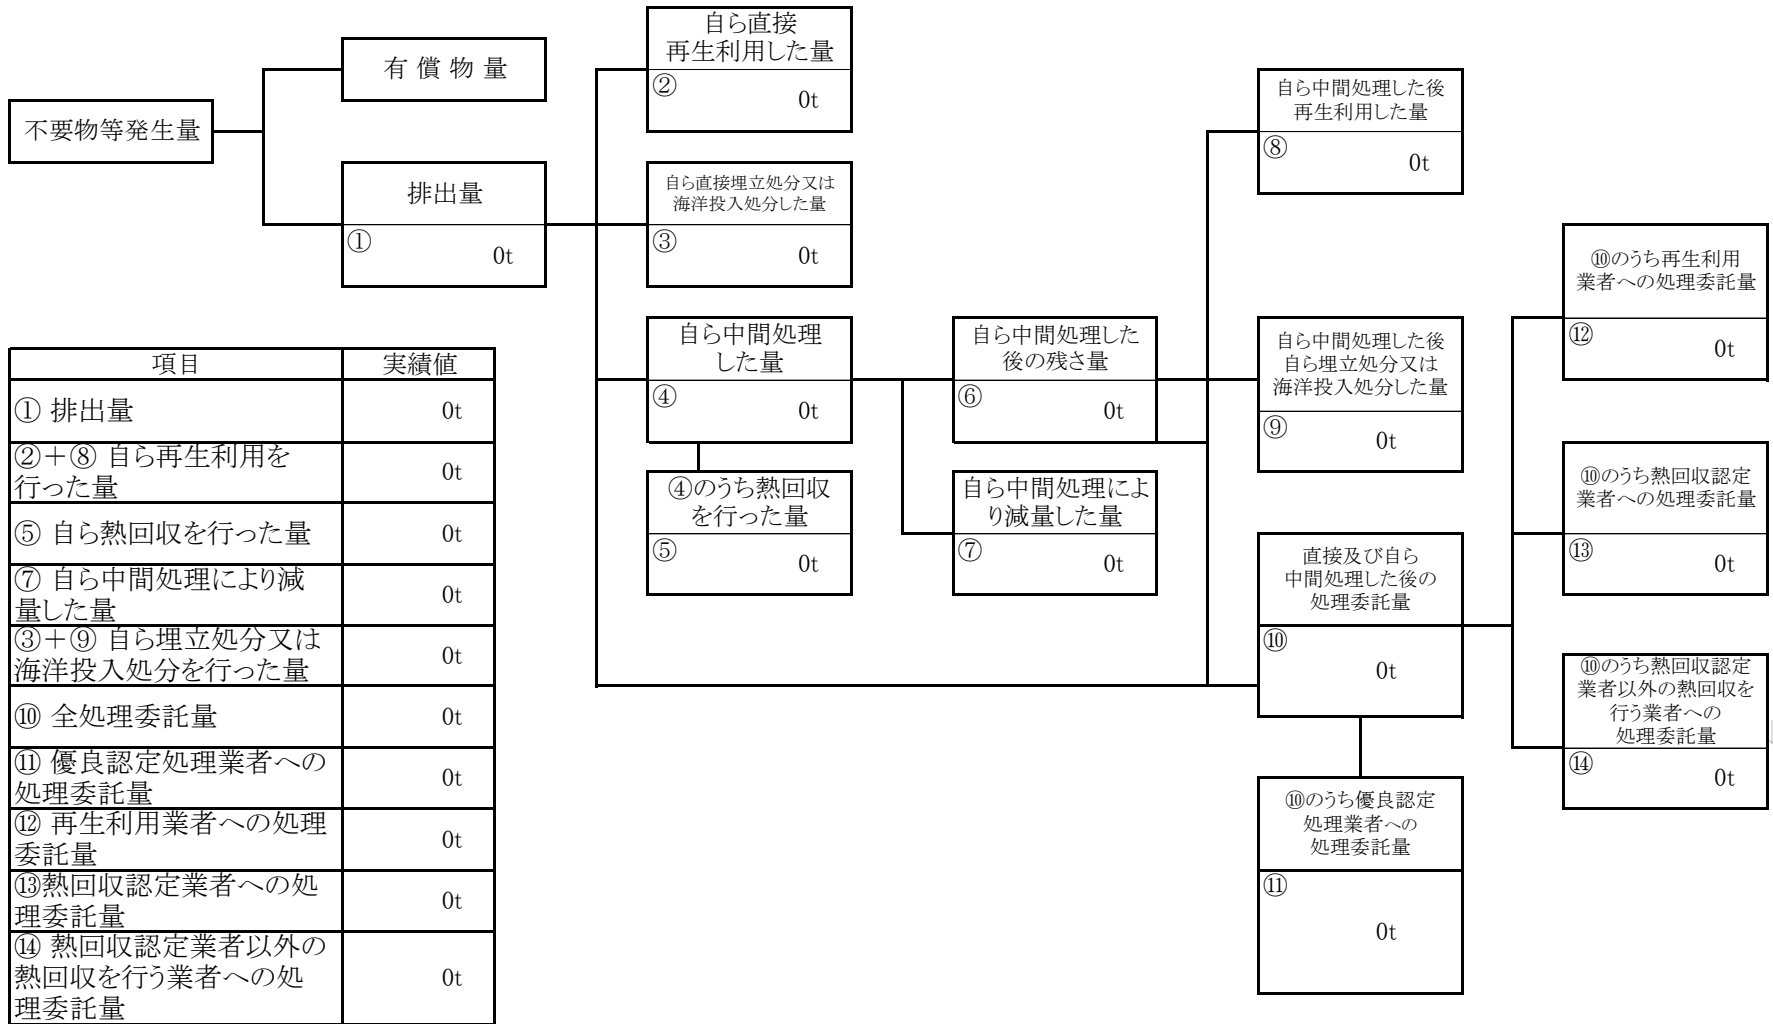 自ら直接
再生利用した量
②
0t
有 償 物 量
不要物等発生量
排出量
①
0t
自ら直接埋立処分又は
海洋投入処分した量
③
0t
自ら中間処理した後
再生利用した量
⑧
0t
自ら中間処理
した量
④
0t
自ら中間処理した
後の残さ量
⑥
0t
自ら中間処理した後
自ら埋立処分又は
海洋投入処分した量
⑨
0t
④のうち熱回収
を行った量
⑤
0t
自ら中間処理によ
り減量した量
⑦
0t
直接及び自ら
中間処理した後の
処理委託量
⑩
0t
⑩のうち優良認定
処理業者への
処理委託量
⑪
0t
⑩のうち再生利用
業者への処理委託量
⑫
0t
⑩のうち熱回収認定
業者への処理委託量
⑬
0t
⑩のうち熱回収認定
業者以外の熱回収を
行う業者への
処理委託量
⑭
0t
項目 実績値
① 排出量 0t
②＋⑧ 自ら再生利用を
行った量 0t
⑤ 自ら熱回収を行った量 0t
⑦ 自ら中間処理により減
量した量 0t
③＋⑨ 自ら埋立処分又は
海洋投入処分を行った量 0t
⑩ 全処理委託量 0t
⑪ 優良認定処理業者への
処理委託量 0t
⑫ 再生利用業者への処理
委託量 0t
⑬熱回収認定業者への処
理委託量 0t
⑭ 熱回収認定業者以外の
熱回収を行う業者への処
理委託量 0t